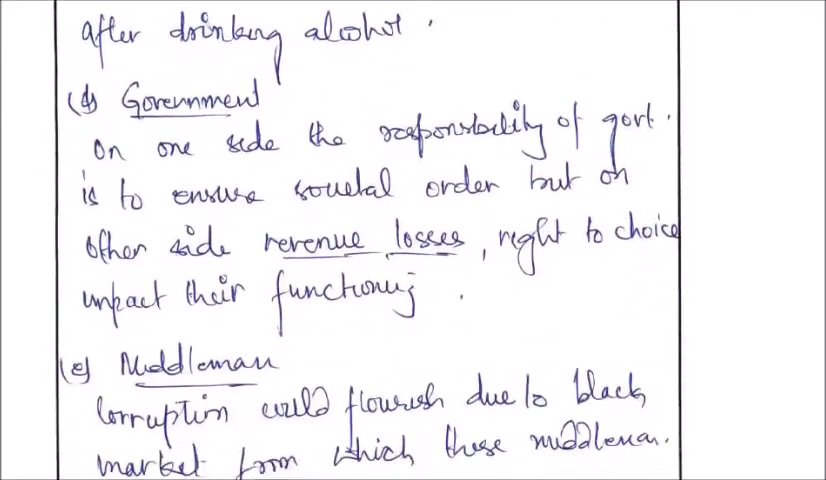 after drinking alcohol.
(d) Government
On one side the responsibility of govt.
is to ensure societal order but on
other side revenue losses, right to choice
impact their functioning.
(e) Middleman
Corruption could flourish due to black
market from which these middleman.